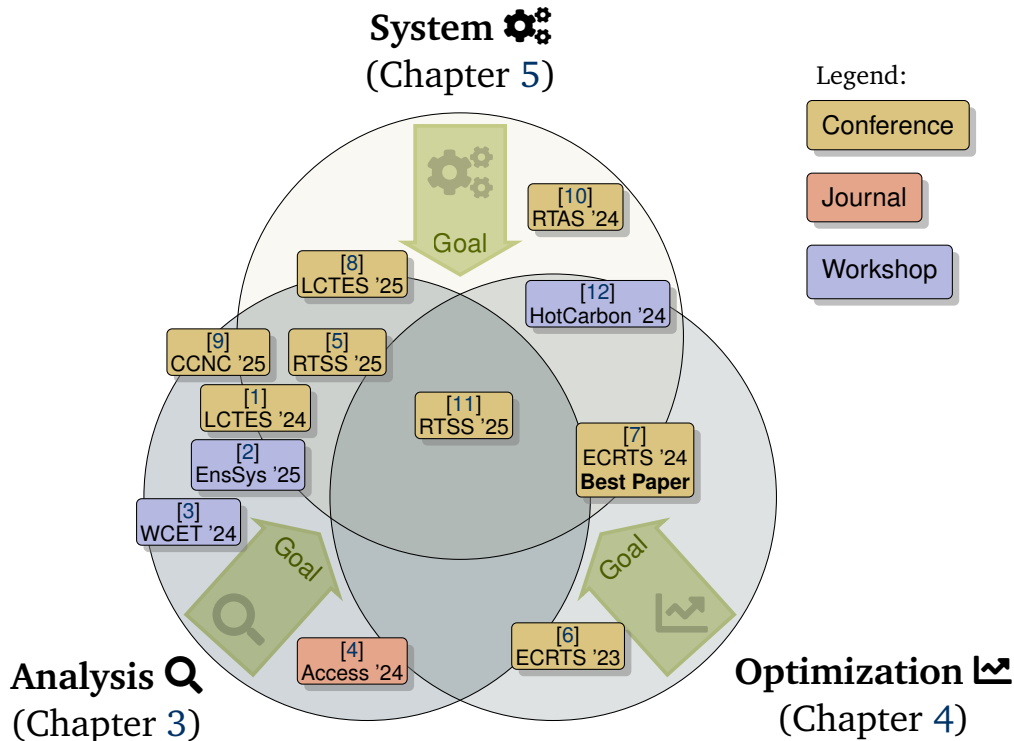 System
(Chapter 5)
Legend:
Conference
Journal
Workshop
Goal
[10]
RTAS '24
[8]
LCTES '25
[12]
HotCarbon '24
[9]
CCNC '25
[5]
RTSS '25
[1]
LCTES '24
[11]
RTSS '25
[2]
EnsSys '25
[7]
ECRTS '24
Best Paper
[3]
WCET '24
Goal
Goal
[4]
Access '24
[6]
ECRTS '23
Analysis
(Chapter 3)
Optimization
(Chapter 4)